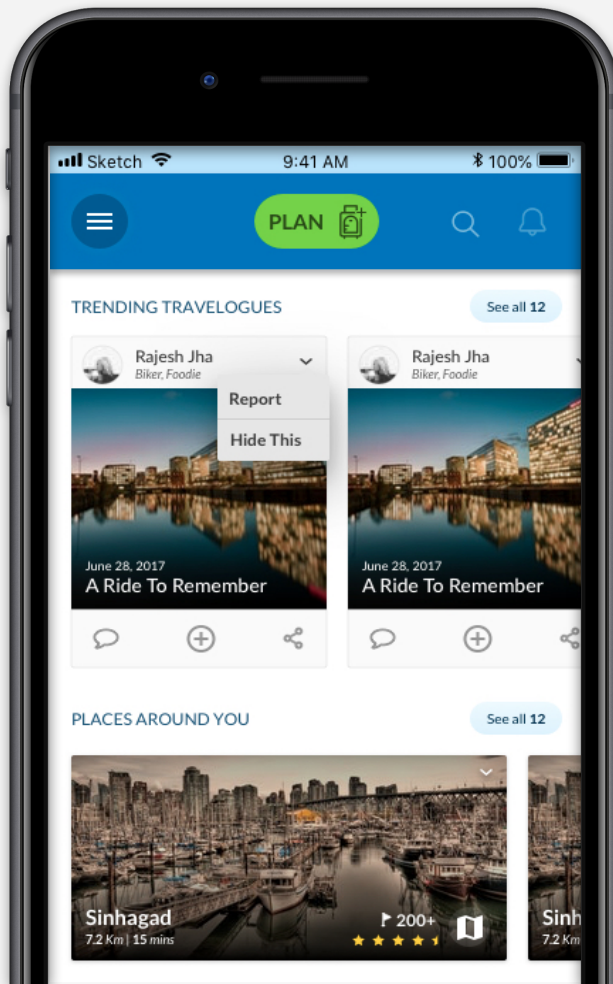 Sketch 9:41 AM 100%
PLAN
TRENDING TRAVELOGUES See all 12
Rajesh Jha
Biker, Foodie
Report
Hide This
June 28, 2017
A Ride To Remember
Rajesh Jha
Biker, Foodie
June 28, 2017
A Ride To Remember
PLACES AROUND YOU See all 12
Sinhagad
7.2 Km | 15 mins
200+
Sinh
7.2 Km